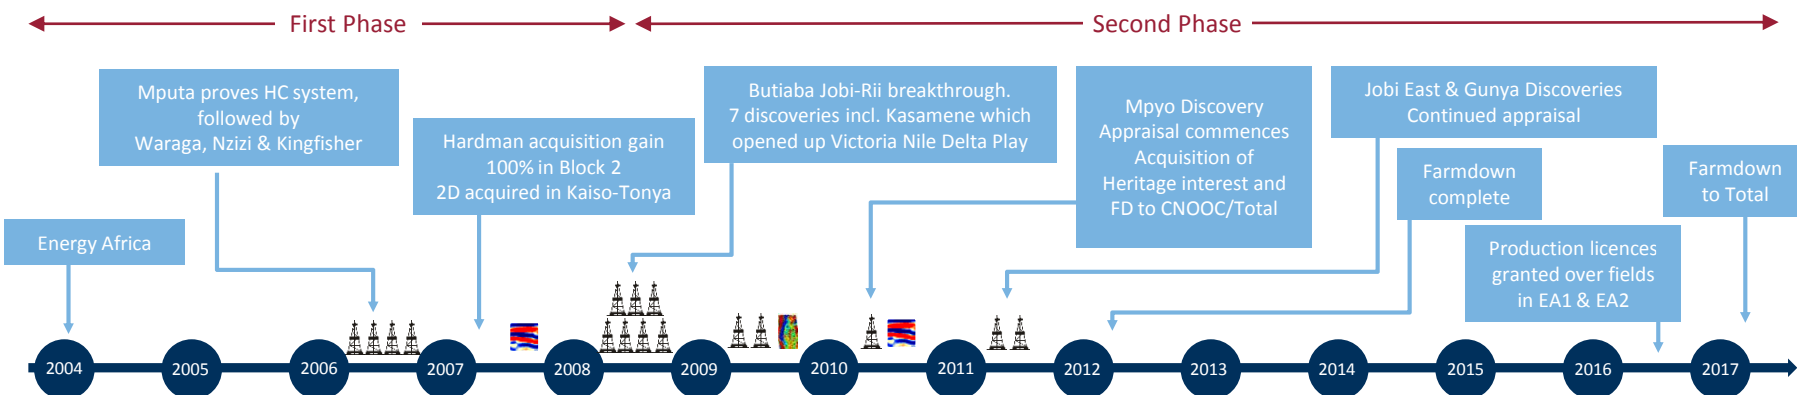 First Phase
Second Phase
Energy Africa
Mputa proves HC system,
followed by
Waraga, Nzizi & Kingfisher
Hardman acquisition gain
100% in Block 2
2D acquired in Kaiso-Tonya
Butiaba Jobi-Rii breakthrough.
7 discoveries incl. Kasamene which
opened up Victoria Nile Delta Play
Mpyo Discovery
Appraisal commences
Acquisition of
Heritage interest and
FD to CNOOC/Total
Jobi East & Gunya Discoveries
Continued appraisal
Farmdown
complete
Production licences
granted over fields
in EA1 & EA2
Farmdown
to Total
2004
2005
2006
2007
2008
2009
2010
2011
2012
2013
2014
2015
2016
2017